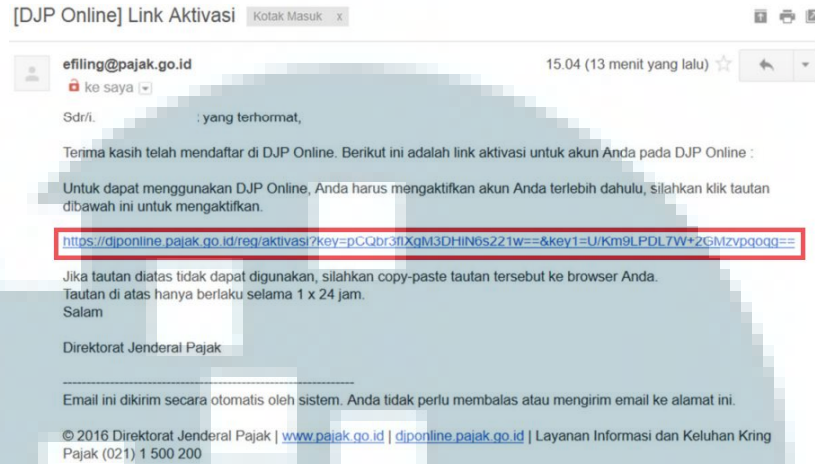 [DJP Online] Link Aktivasi Kotak Masuk x
efiling@pajak.go.id 15.04 (13 menit yang lalu)
ke saya
Sdr/i. yang terhormat,
Terima kasih telah mendaftar di DJP Online. Berikut ini adalah link aktivasi untuk akun Anda pada DJP Online :
Untuk dapat menggunakan DJP Online, Anda harus mengaktifkan akun Anda terlebih dahulu, silahkan klik tautan
dibawah ini untuk mengaktifkan.
https://djponline.pajak.go.id/reg/aktivasi?key=pCQbr3flXgM3DHiN6s221w==&key1=U/Km9LPDL7W+2GMzvpqoqg==
Jika tautan diatas tidak dapat digunakan, silahkan copy-paste tautan tersebut ke browser Anda.
Tautan di atas hanya berlaku selama 1 x 24 jam.
Salam
Direktorat Jenderal Pajak
--------------------------------------------------------------
Email ini dikirim secara otomatis oleh sistem. Anda tidak perlu membalas atau mengirim email ke alamat ini.
© 2016 Direktorat Jenderal Pajak | www.pajak.go.id | djponline.pajak.go.id | Layanan Informasi dan Keluhan Kring
Pajak (021) 1 500 200